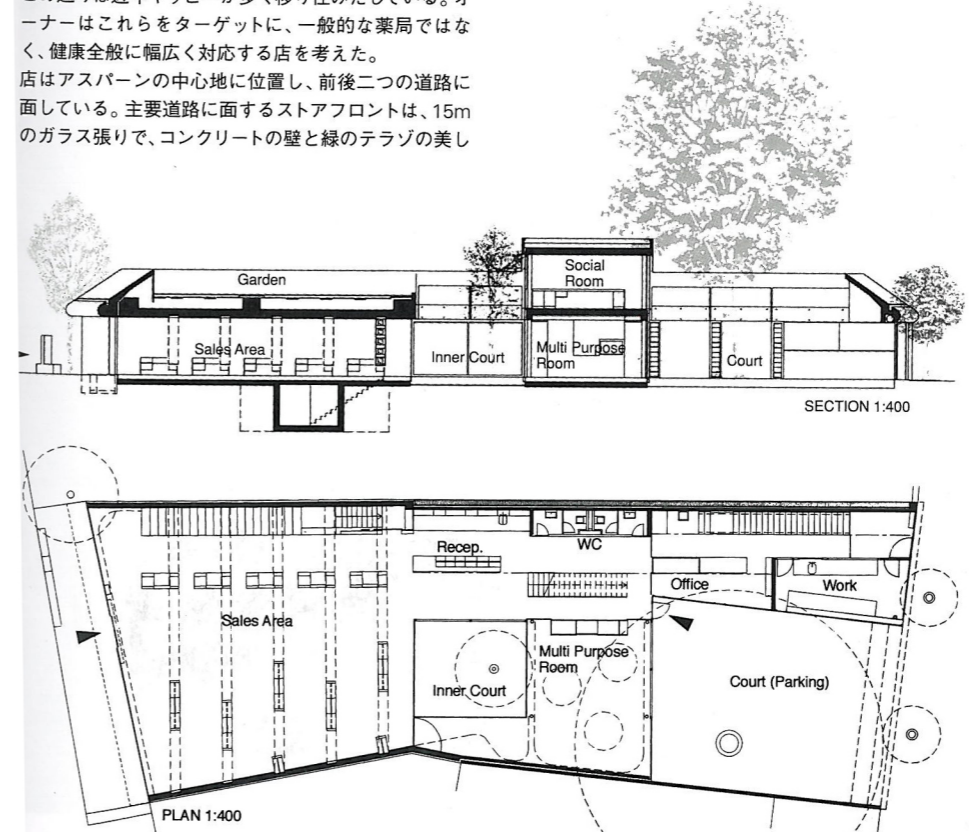 ーナーはこれらをターゲットに、一般的な薬局ではな
く、健康全般に幅広く対応する店を考えた。
店はアスパーンの中心地に位置し、前後二つの道路に
面している。主要道路に面するストアフロントは、15m
のガラス張りで、コンクリートの壁と緑のテラゾの美し
Garden
Social
Room
Sales Area
Inner Court
Multi Purpose
Room
Court
SECTION 1:400
Recep.
WC
Office
Work
Sales Area
Multi Purpose
Room
Inner Court
Court (Parking)
PLAN 1:400